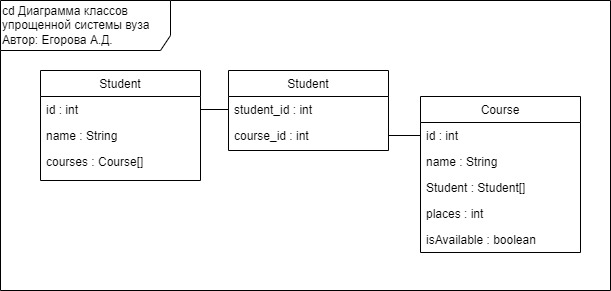 cd Диаграмма классов
упрощенной системы вуза
Автор: Егорова А.Д.
Student
id : int
name : String
courses : Course[]
Student
student_id : int
course_id : int
Course
id : int
name : String
Student : Student[]
places : int
isAvailable : boolean